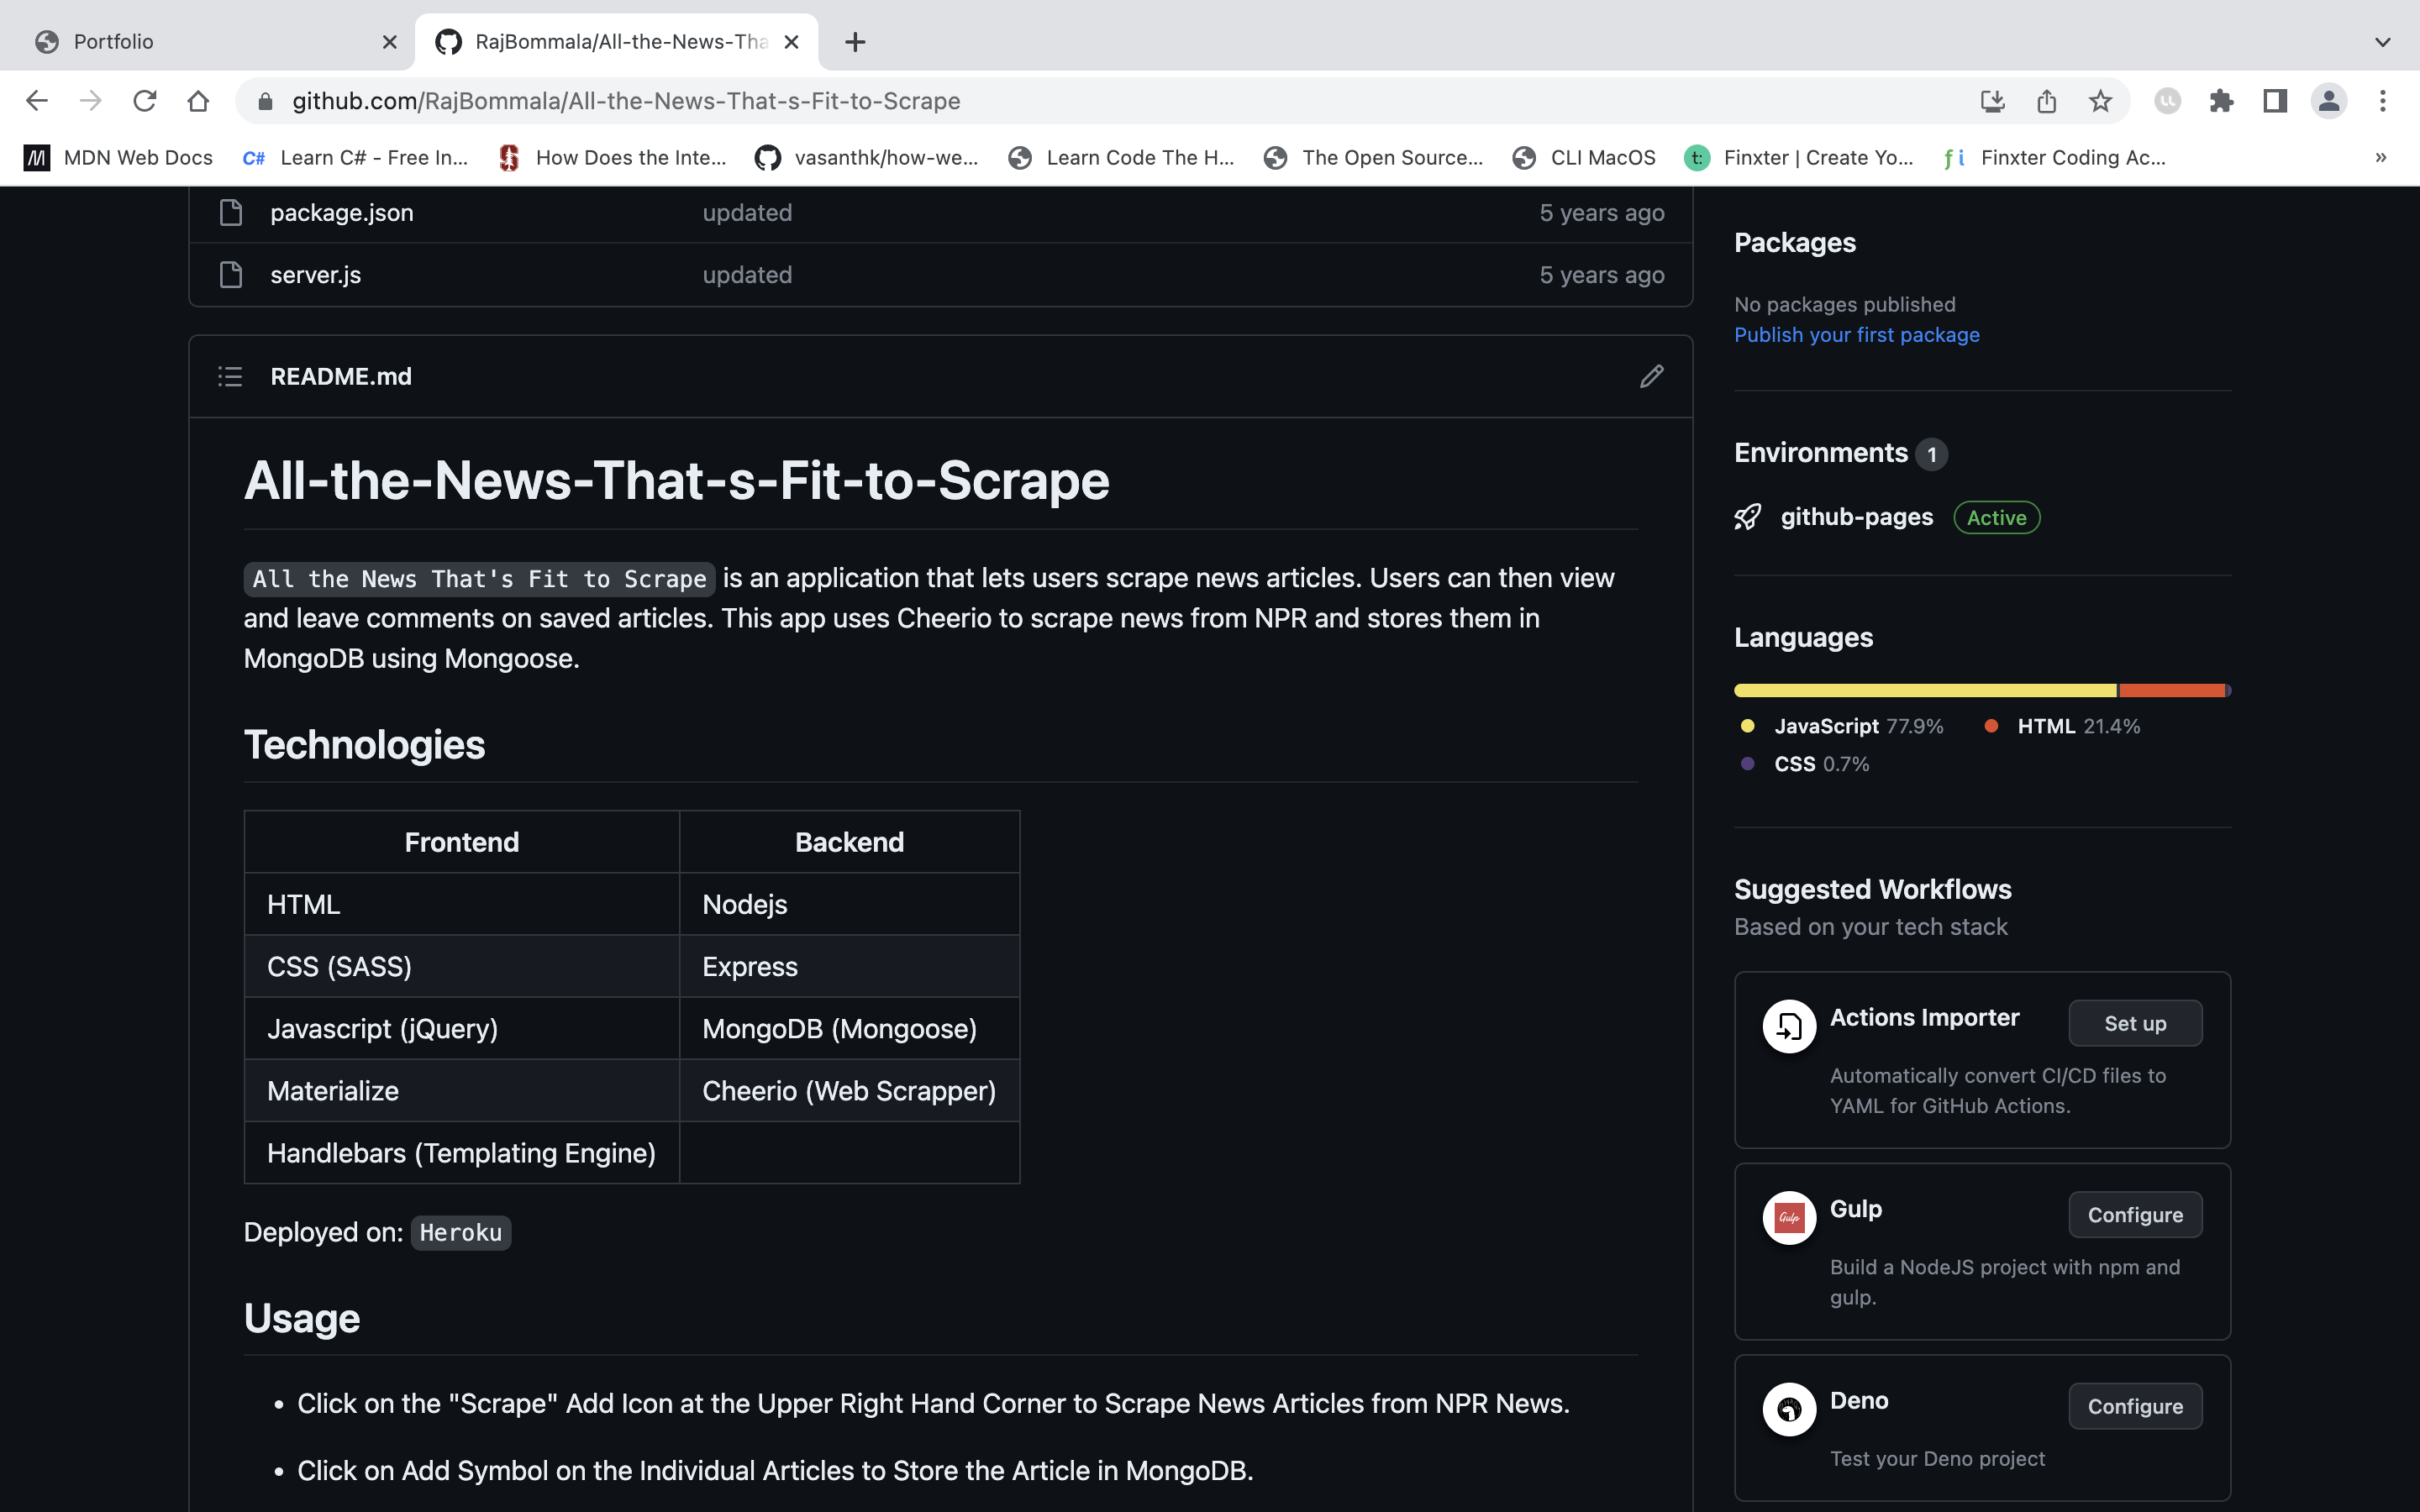 Portfolio
RajBommala/All-the-News-Tha
github.com/RajBommala/All-the-News-That-s-Fit-to-Scrape
MDN Web Docs
C# Learn C# - Free In...
How Does the Inte...
vasanthk/how-we...
Learn Code The H...
The Open Source...
CLI MacOS
t: Finxter | Create Yo...
fi Finxter Coding Ac...
»
package.json updated 5 years ago
server.js updated 5 years ago
README.md
All-the-News-That-s-Fit-to-Scrape
All the News That's Fit to Scrape is an application that lets users scrape news articles. Users can then view
and leave comments on saved articles. This app uses Cheerio to scrape news from NPR and stores them in
MongoDB using Mongoose.
Technologies
Frontend Backend
HTML Nodejs
CSS (SASS) Express
Javascript (jQuery) MongoDB (Mongoose)
Materialize Cheerio (Web Scrapper)
Handlebars (Templating Engine)
Deployed on: Heroku
Usage
• Click on the "Scrape" Add Icon at the Upper Right Hand Corner to Scrape News Articles from NPR News.
• Click on Add Symbol on the Individual Articles to Store the Article in MongoDB.
Packages
No packages published
Publish your first package
Environments 1
github-pages Active
Languages
JavaScript 77.9% HTML 21.4%
CSS 0.7%
Suggested Workflows
Based on your tech stack
Actions Importer Set up
Automatically convert CI/CD files to
YAML for GitHub Actions.
Gulp Gulp Configure
Build a NodeJS project with npm and
gulp.
Deno Configure
Test your Deno project